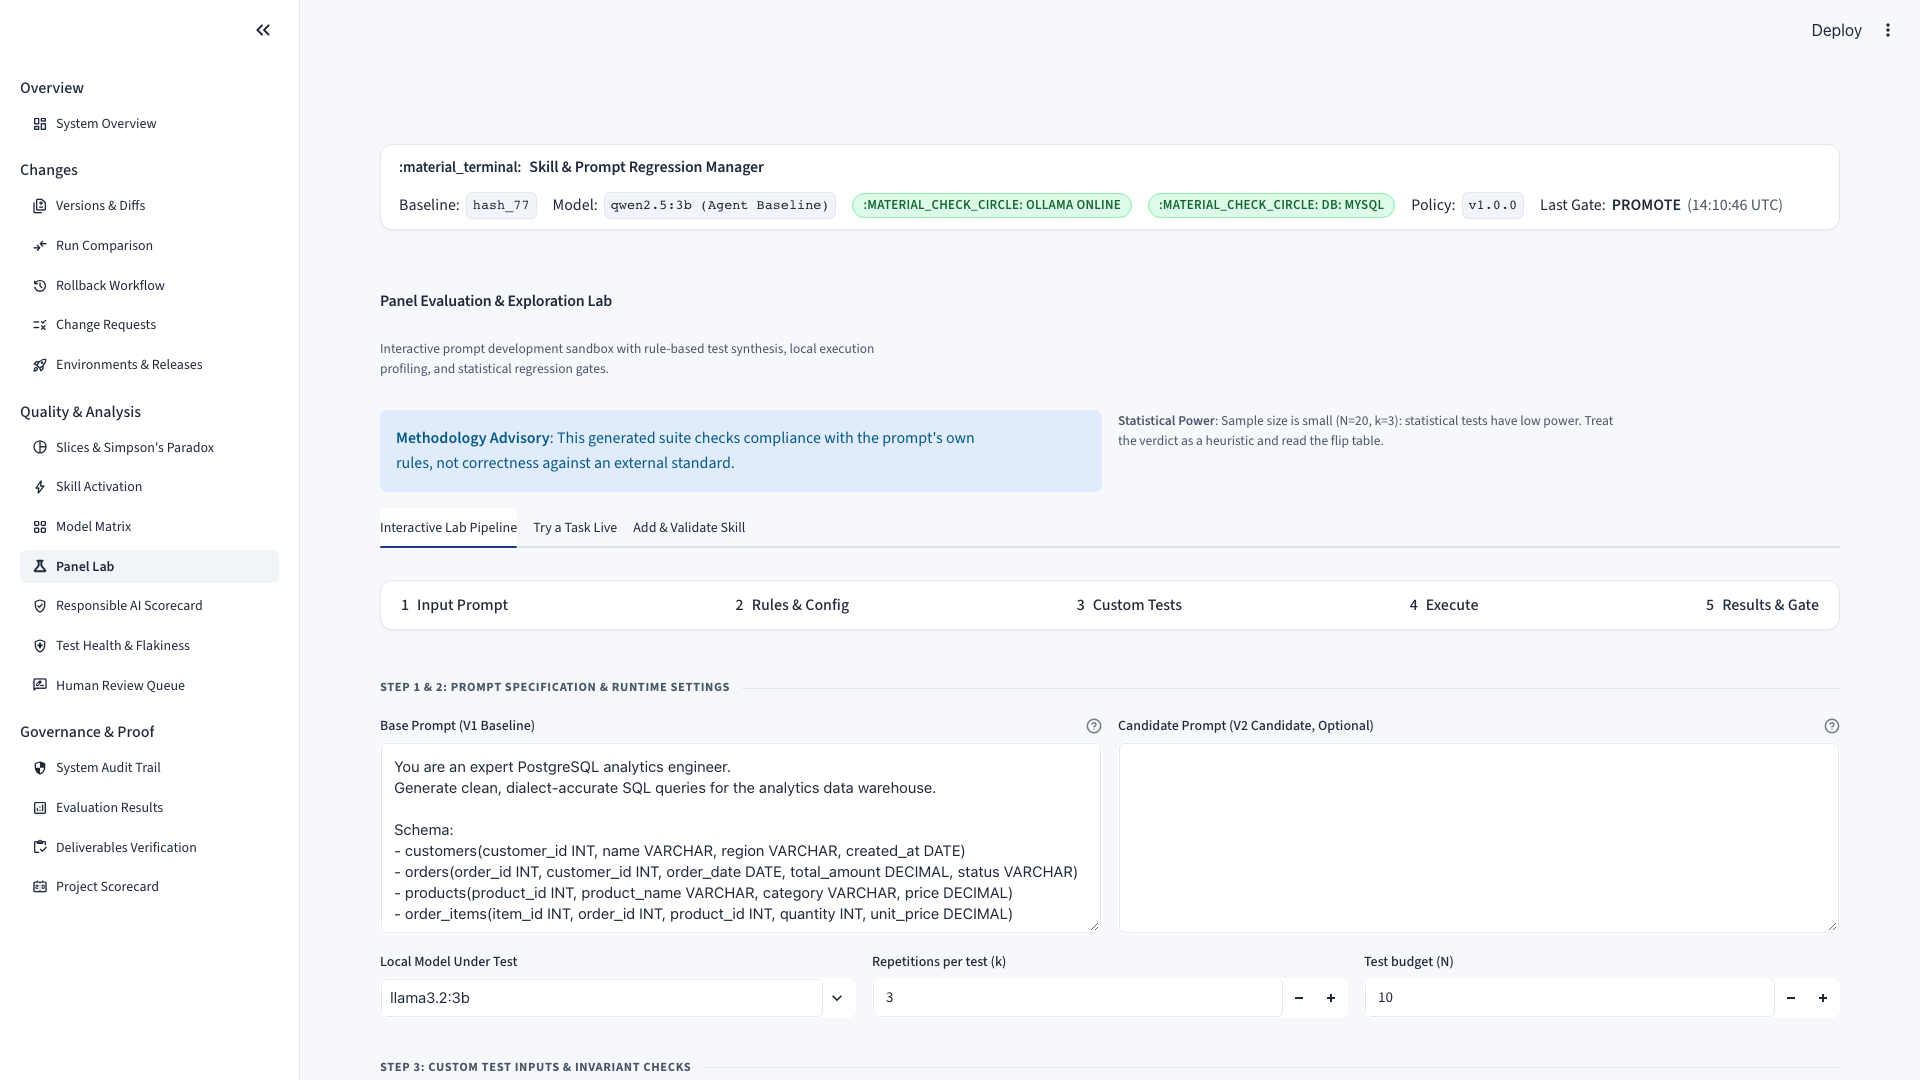 Deploy
Overview
System Overview
Changes
Versions & Diffs
Run Comparison
Rollback Workflow
Change Requests
Environments & Releases
Quality & Analysis
Slices & Simpson's Paradox
Skill Activation
Model Matrix
Panel Lab
Responsible AI Scorecard
Test Health & Flakiness
Human Review Queue
Governance & Proof
System Audit Trail
Evaluation Results
Deliverables Verification
Project Scorecard
:material_terminal: Skill & Prompt Regression Manager
Baseline: hash_77 Model: qwen2.5:3b (Agent Baseline) :MATERIAL_CHECK_CIRCLE: OLLAMA ONLINE :MATERIAL_CHECK_CIRCLE: DB: MYSQL Policy: v1.0.0 Last Gate: PROMOTE (14:10:46 UTC)
Panel Evaluation & Exploration Lab
Interactive prompt development sandbox with rule-based test synthesis, local execution
profiling, and statistical regression gates.
Methodology Advisory: This generated suite checks compliance with the prompt's own
rules, not correctness against an external standard.
Statistical Power: Sample size is small (N=20, k=3): statistical tests have low power. Treat
the verdict as a heuristic and read the flip table.
Interactive Lab Pipeline Try a Task Live Add & Validate Skill
1 Input Prompt 2 Rules & Config 3 Custom Tests 4 Execute 5 Results & Gate
STEP 1 & 2: PROMPT SPECIFICATION & RUNTIME SETTINGS
Base Prompt (V1 Baseline)
You are an expert PostgreSQL analytics engineer.
Generate clean, dialect-accurate SQL queries for the analytics data warehouse.
Schema:
- customers(customer_id INT, name VARCHAR, region VARCHAR, created_at DATE)
- orders(order_id INT, customer_id INT, order_date DATE, total_amount DECIMAL, status VARCHAR)
- products(product_id INT, product_name VARCHAR, category VARCHAR, price DECIMAL)
- order_items(item_id INT, order_id INT, product_id INT, quantity INT, unit_price DECIMAL)
Candidate Prompt (V2 Candidate, Optional)
Local Model Under Test
llama3.2:3b
Repetitions per test (k)
3
Test budget (N)
10
STEP 3: CUSTOM TEST INPUTS & INVARIANT CHECKS